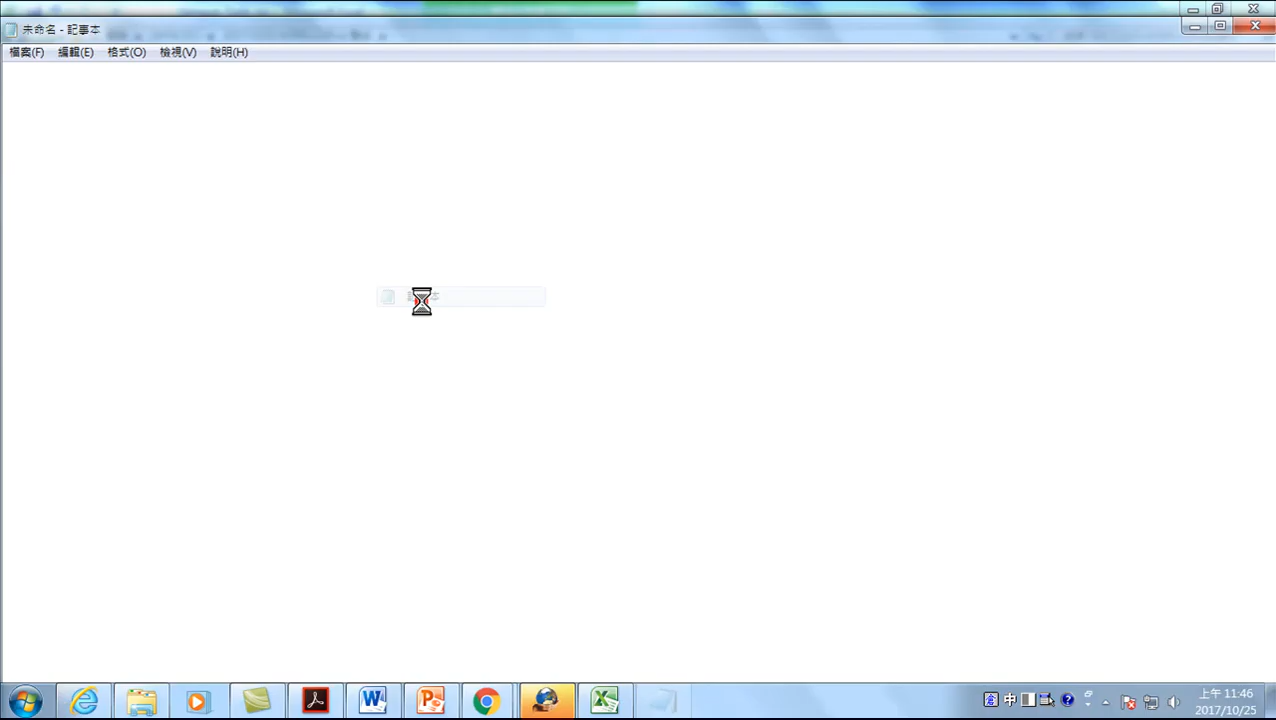 未命名 - 記事本
檔案(F) 編輯(E) 格式(O) 檢視(V) 說明(H)
倉 中
上午 11:46
2017/10/25